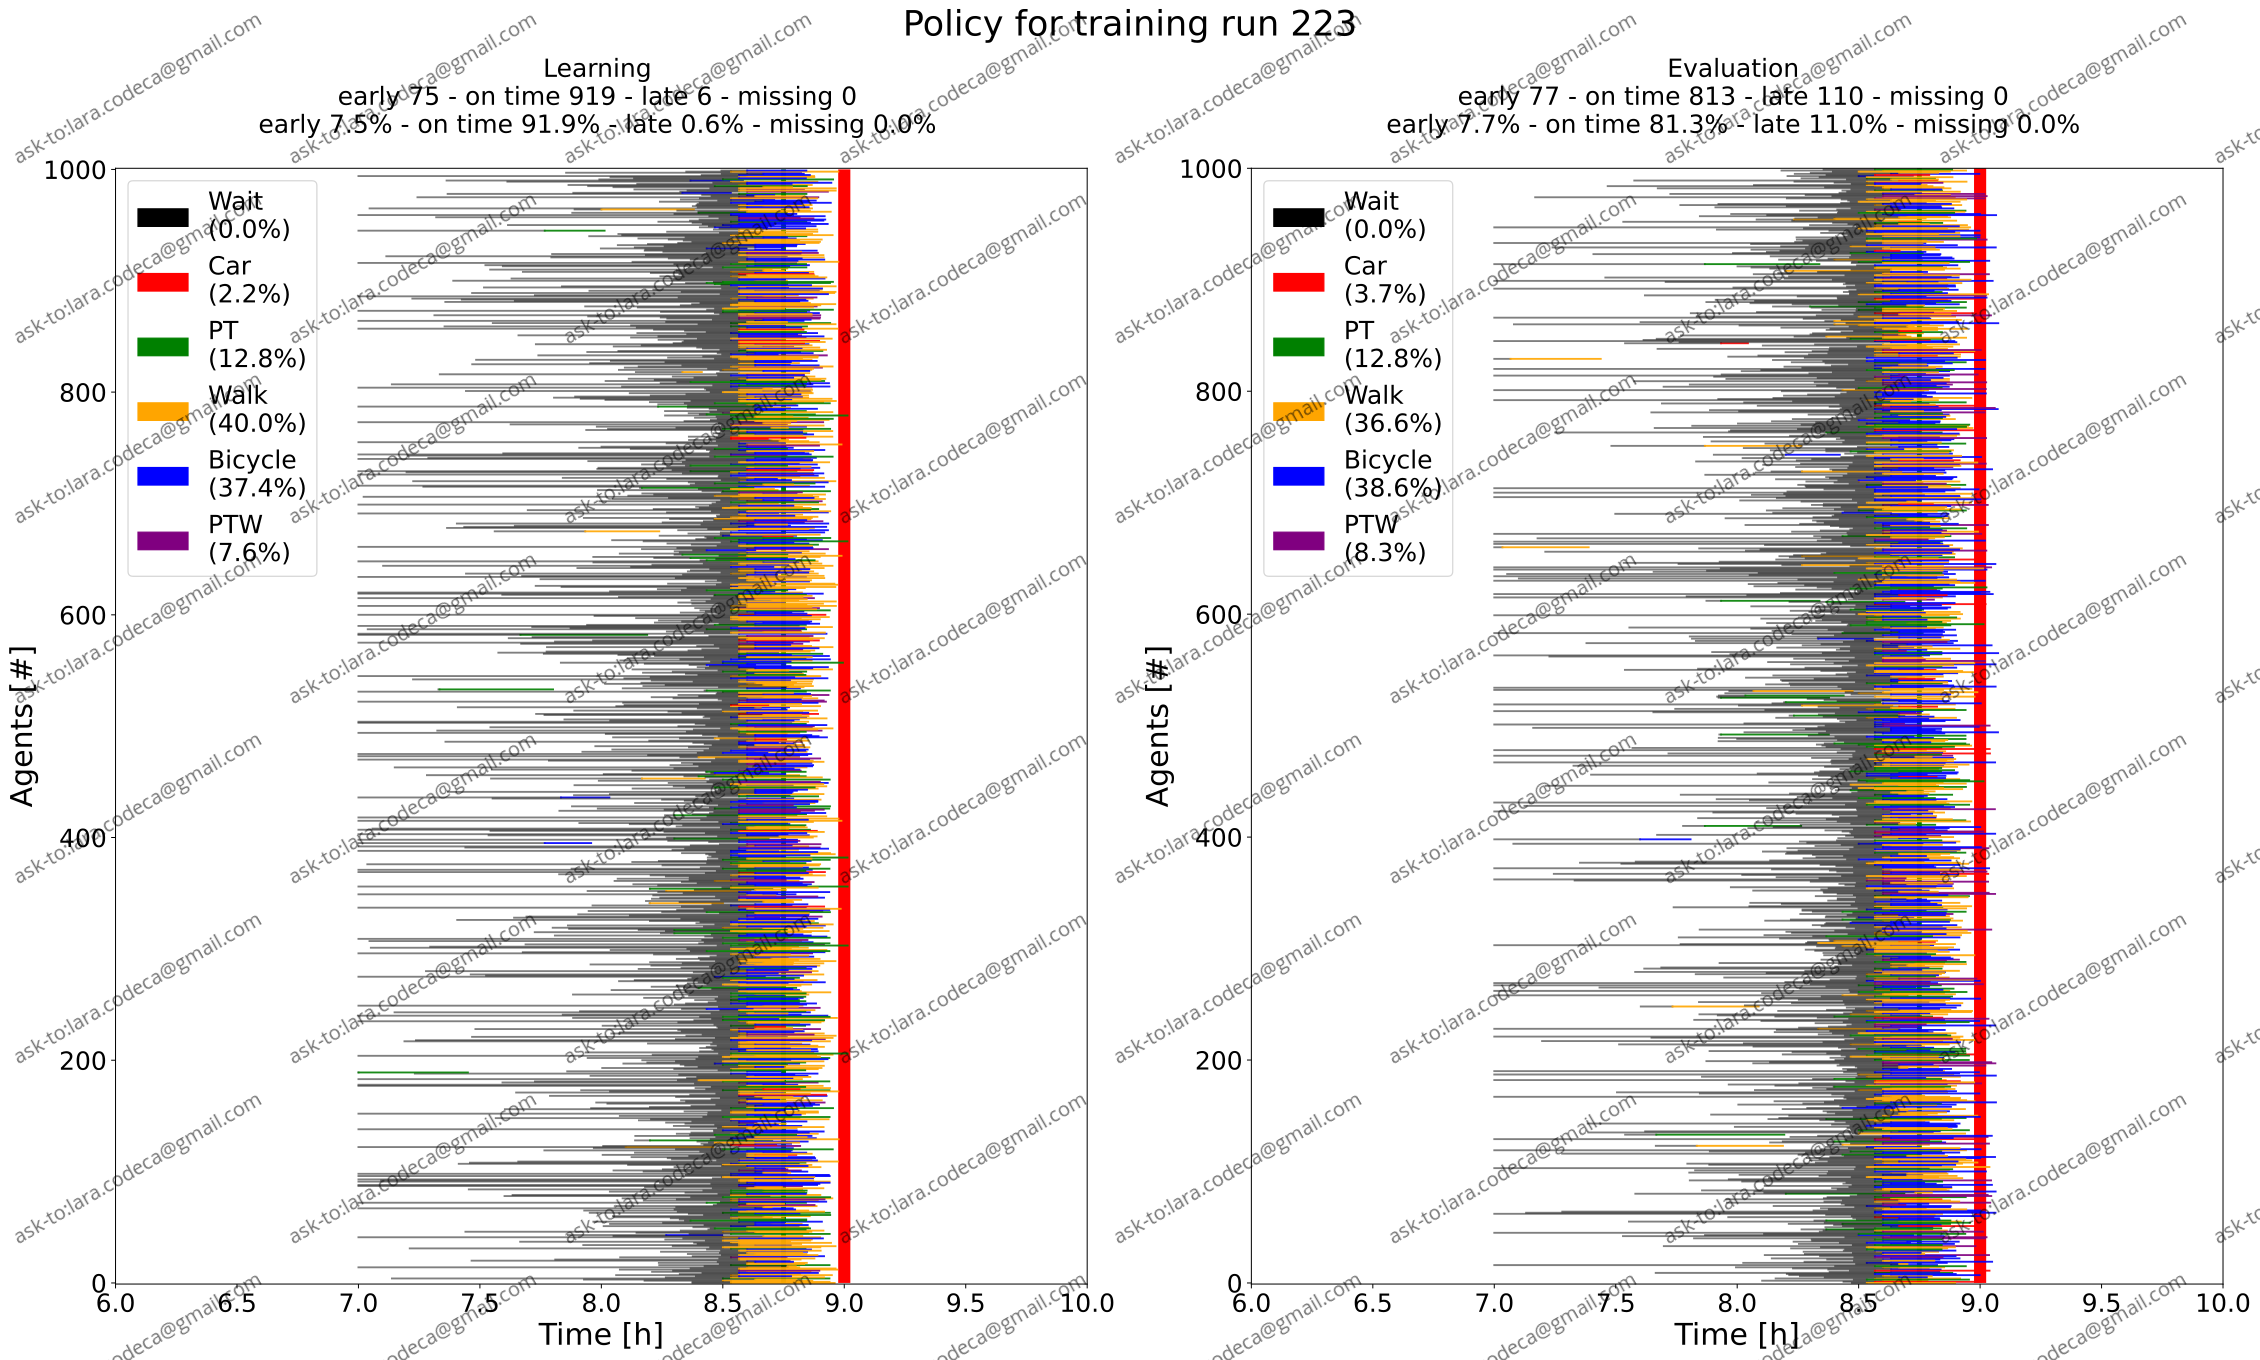 Policy for training run 223
Learning
early 75 - on time 919 - late 6 - missing 0
early 7.5% - on time 91.9% - late 0.6% - missing 0.0%
1000
800
600
400
200
0
Agents [#]
Wait
(0.0%)
Car
(2.2%)
PT
(12.8%)
Walk
(40.0%)
Bicycle
(37.4%)
PTW
(7.6%)
6.0 6.5 7.0 7.5 8.0 8.5 9.0 9.5 10.0
Time [h]
Evaluation
early 77 - on time 813 - late 110 - missing 0
early 7.7% - on time 81.3% - late 11.0% - missing 0.0%
1000
800
600
400
200
0
Agents [#]
Wait
(0.0%)
Car
(3.7%)
PT
(12.8%)
Walk
(36.6%)
Bicycle
(38.6%)
PTW
(8.3%)
6.0 6.5 7.0 7.5 8.0 8.5 9.0 9.5 10.0
Time [h]
ask-to:lara.codeca@gmail.com